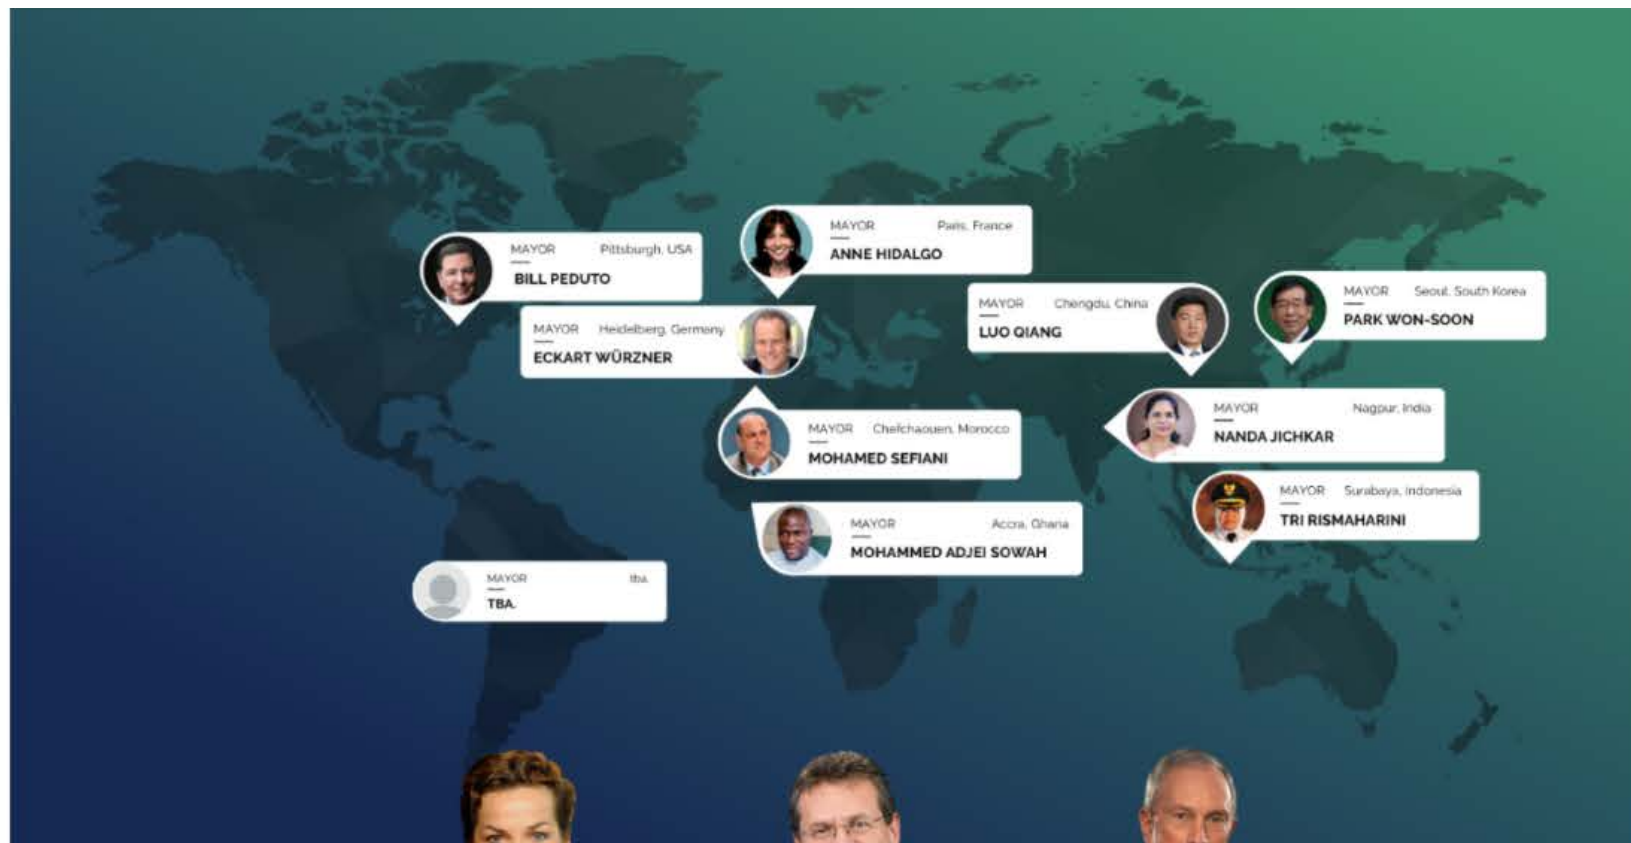 MAYOR Paris, France
ANNE HIDALGO
MAYOR Pittsburgh, USA
BILL PEDUTO
MAYOR Chengdu, China
LUO QIANG
MAYOR Seoul, South Korea
PARK WON-SOON
MAYOR Heidelberg, Germany
ECKART WÜRZNER
MAYOR Nagpur, India
NANDA JICHKAR
MAYOR Chefchaouen, Morocco
MOHAMED SEFIANI
MAYOR Surabaya, Indonesia
TRI RISMAHARINI
MAYOR Accra, Ghana
MOHAMMED ADJEI SOWAH
MAYOR tba.
TBA.